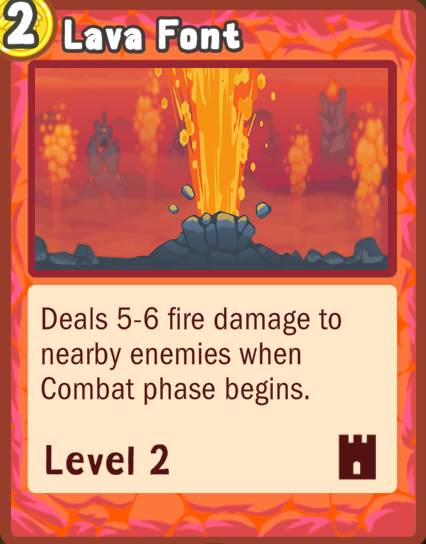 2
Lava Font
Deals 5-6 fire damage to
nearby enemies when
Combat phase begins.
Level 2